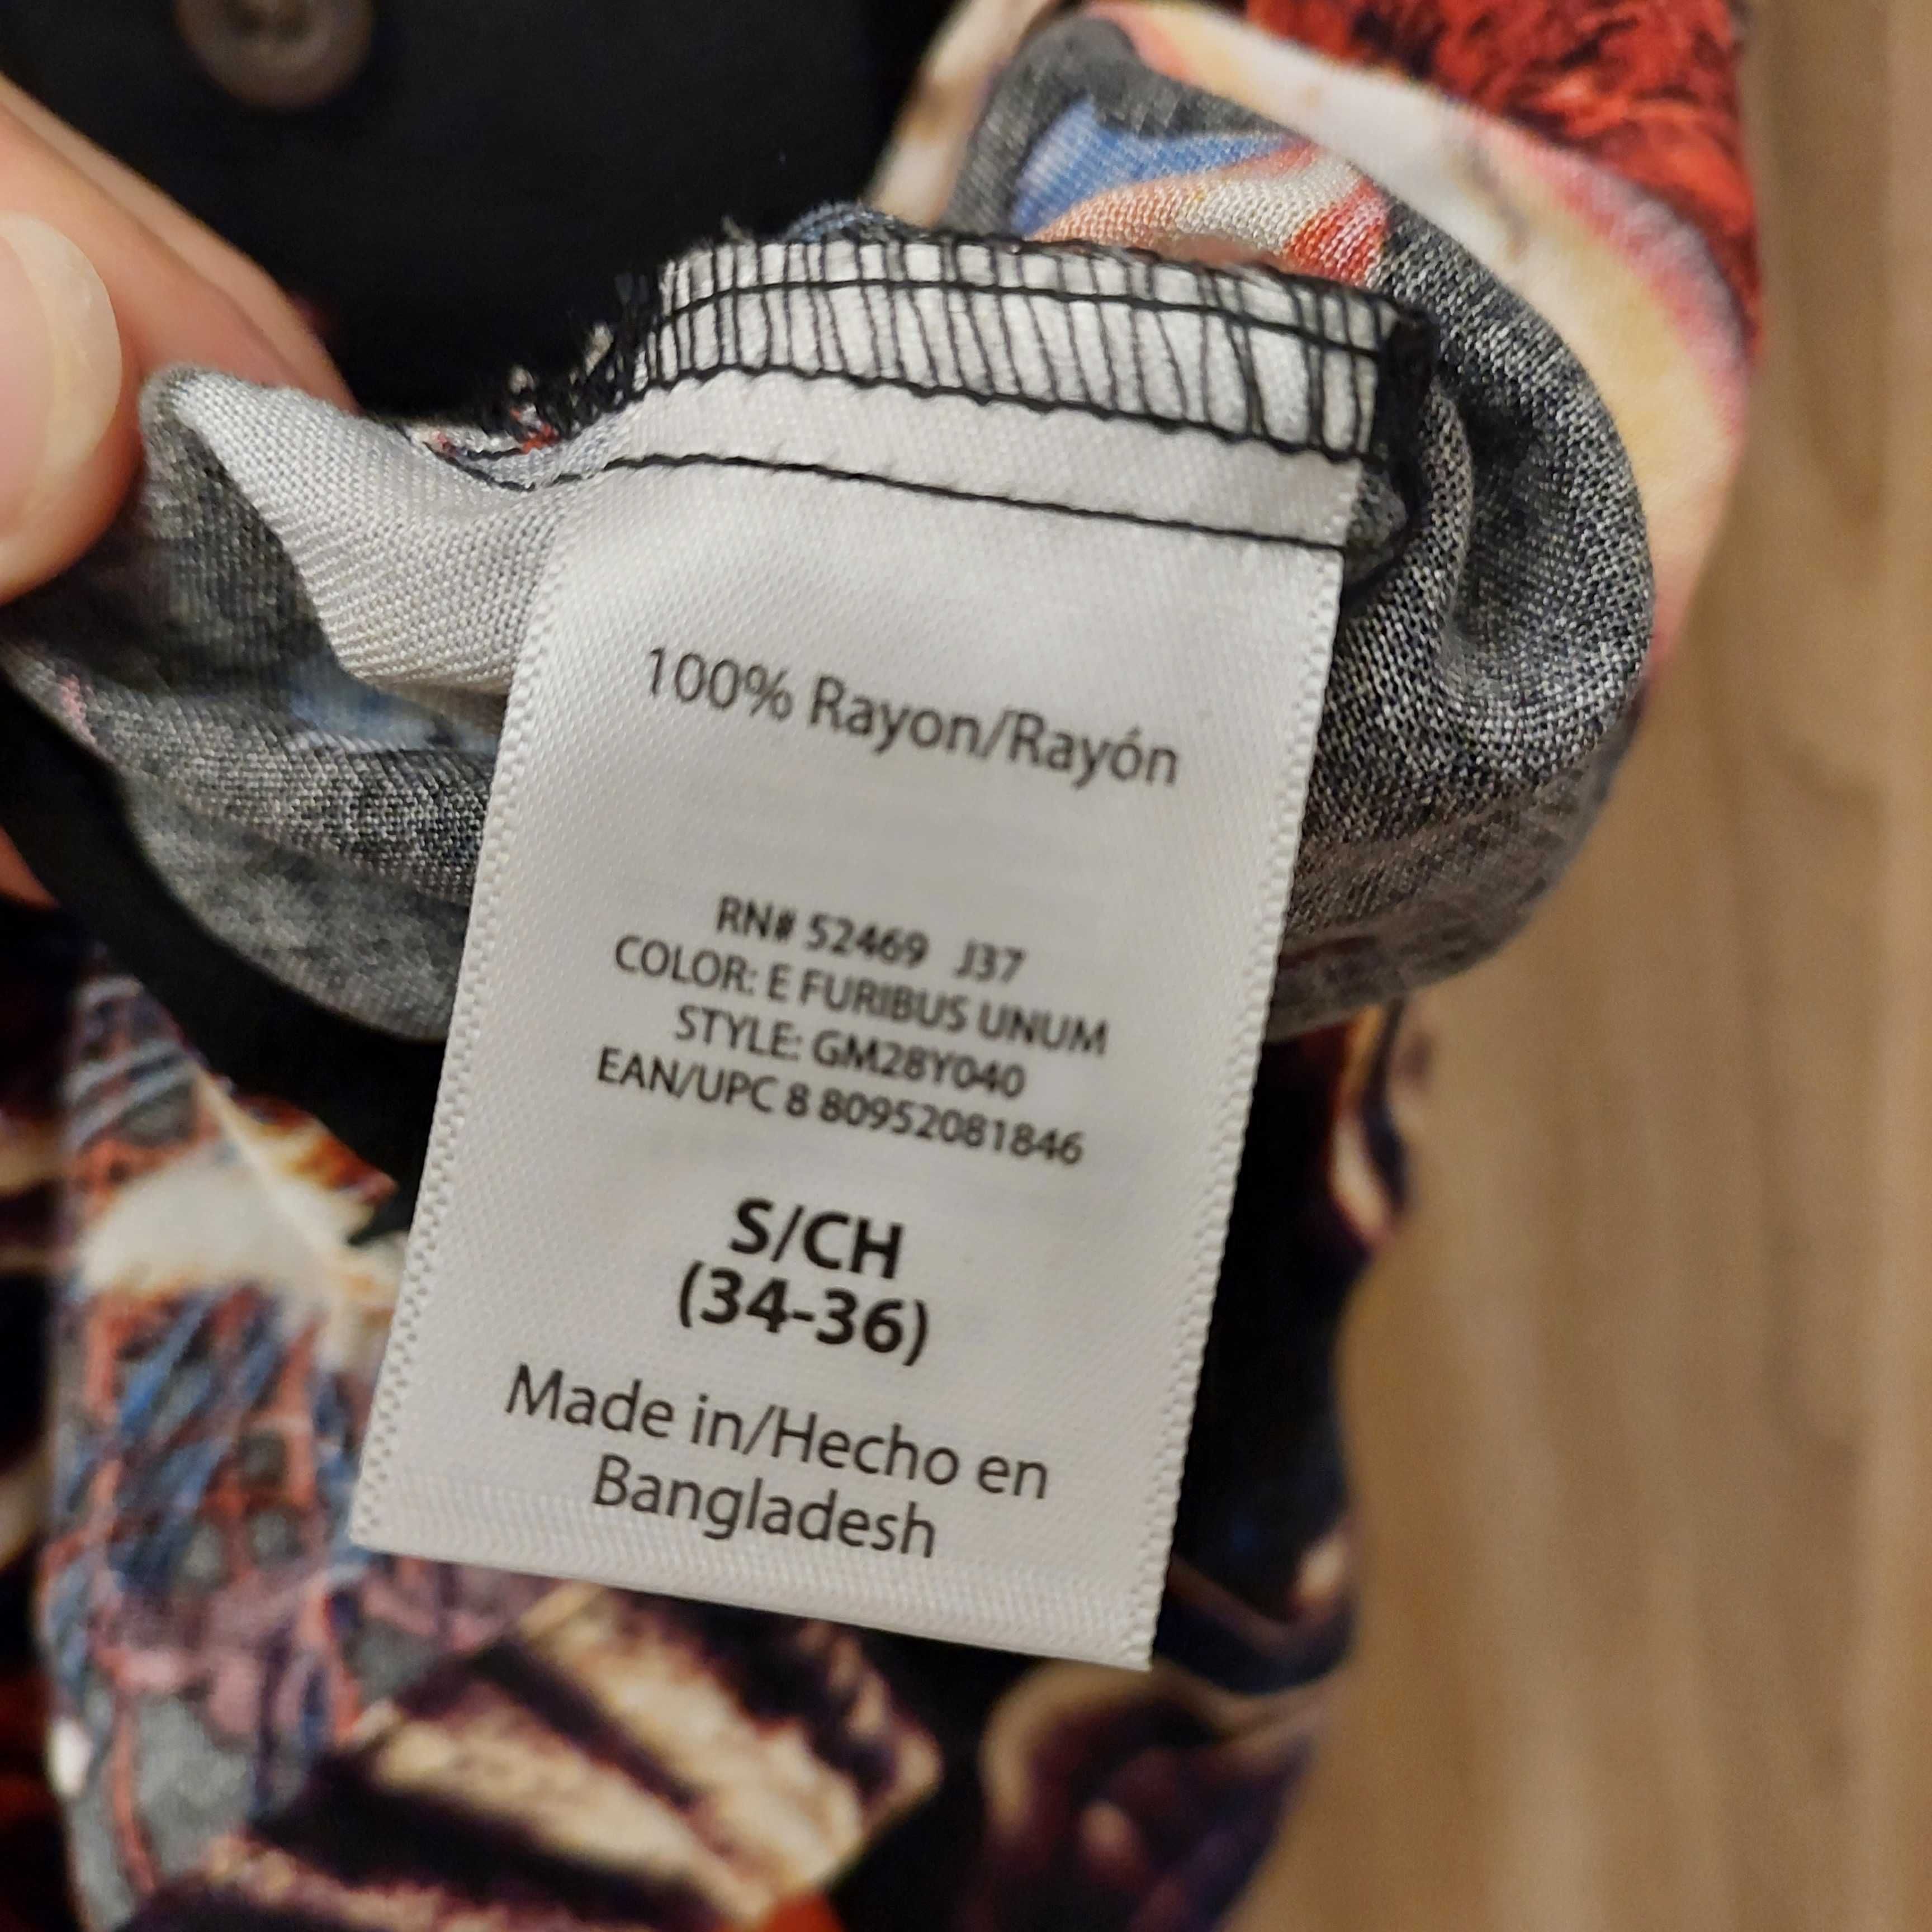 100% Rayon/Rayón
RN# 52469 J37
COLOR: E FURIBUS UNUM
STYLE: GM28Y040
EAN/UPC 8 80952081846
S/CH
(34-36)
Made in/Hecho en
Bangladesh